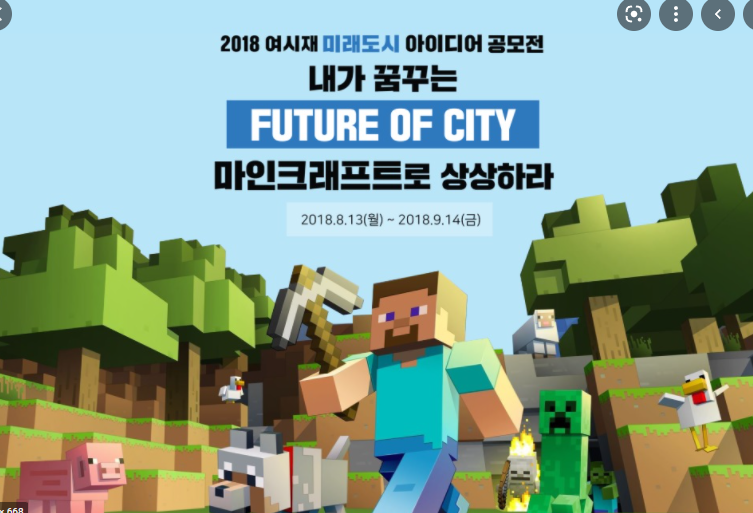 2018 여시재 미래도시 아이디어 공모전
내가 꿈꾸는
FUTURE OF CITY
마인크래프트로 상상하라
2018.8.13(월) ~ 2018.9.14(금)
× 668